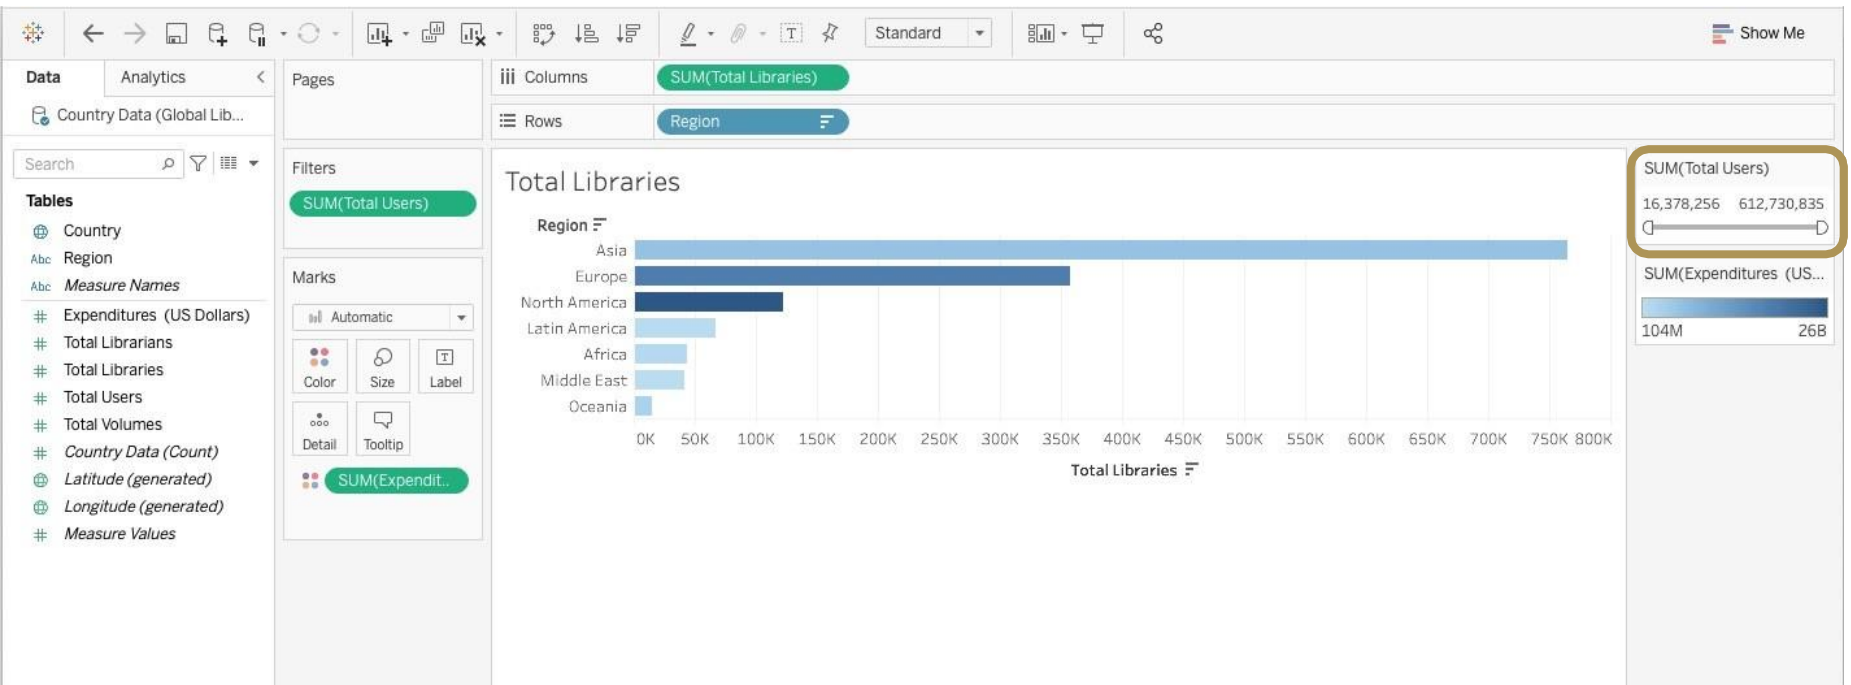 Standard
Show Me
Data
Analytics
Pages
Columns
SUM(Total Libraries)
Country Data (Global Lib...
Rows
Region
Search
Filters
SUM(Total Users)
Tables
Country
Abc Region
Abc Measure Names
# Expenditures (US Dollars)
# Total Librarians
# Total Libraries
# Total Users
# Total Volumes
# Country Data (Count)
Latitude (generated)
Longitude (generated)
# Measure Values
Marks
Automatic
Color
Size
T
Label
Detail
Tooltip
SUM(Expendit..
Total Libraries
Region
Asia
Europe
North America
Latin America
Africa
Middle East
Oceania
0K 50K 100K 150K 200K 250K 300K 350K 400K 450K 500K 550K 600K 650K 700K 750K 800K
Total Libraries
SUM(Total Users)
16,378,256 612,730,835
SUM(Expenditures (US...
104M 26B